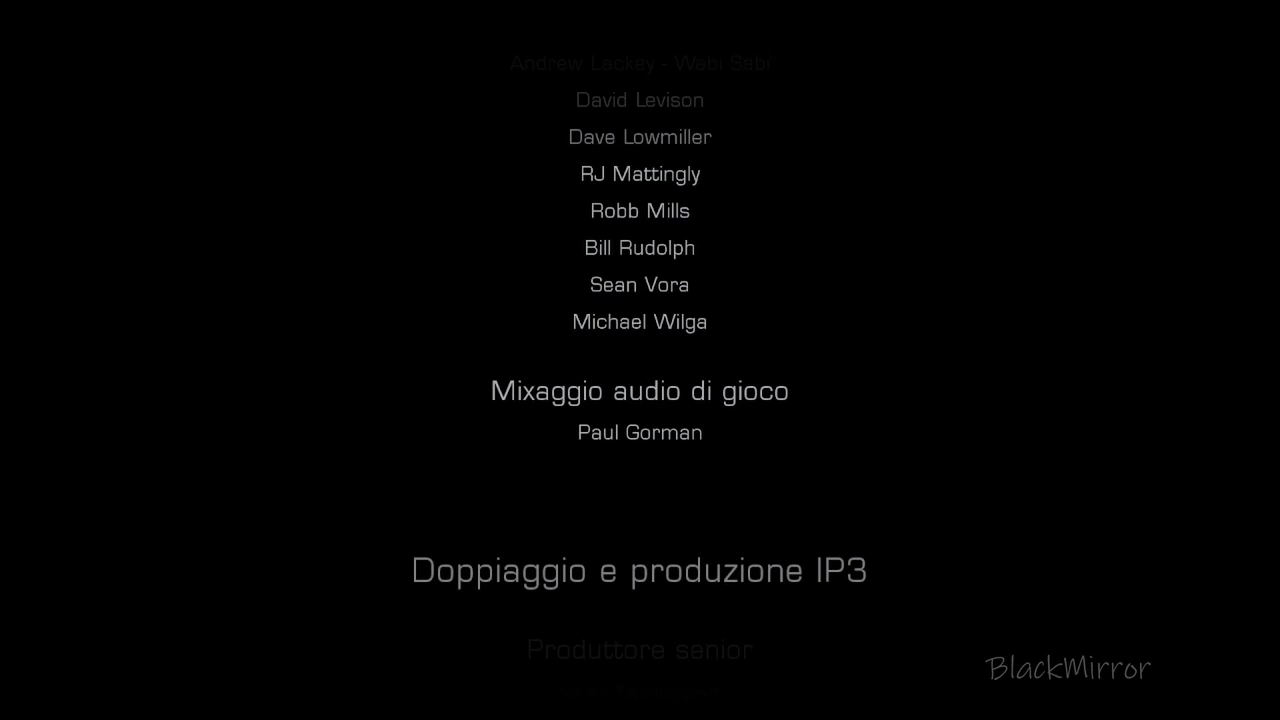 Andrew Lackey - Wabi Sabi
David Levison
Dave Lowmiller
RJ Mattingly
Robb Mills
Bill Rudolph
Sean Vora
Michael Wilga
Mixaggio audio di gioco
Paul Gorman
Doppiaggio e produzione IP3
Produttore senior
BlackMirror